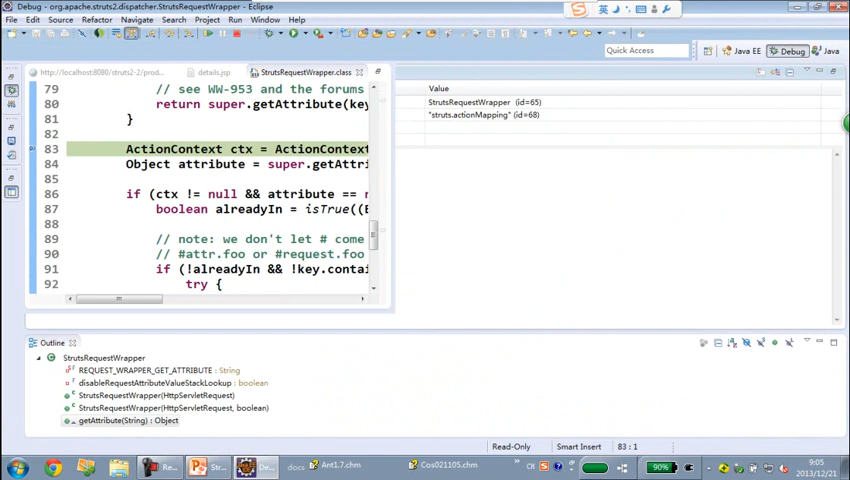 Debug - org.apache.struts2.dispatcher.StrutsRequestWrapper - Eclipse
File Edit Source Refactor Navigate Search Project Run Window Help
英
Quick Access
Java EE
Debug
Java
http://localhost:8080/struts2-2/prod...
details.jsp
StrutsRequestWrapper.class
Value
StrutsRequestWrapper (id=65)
"struts.actionMapping" (id=68)
79 // see WW-953 and the forums
80 return super.getAttribute(key
81 }
82
83 ActionContext ctx = ActionContext
84 Object attribute = super.getAttri
85
86 if (ctx != null && attribute == n
87 boolean alreadyIn = isTrue((B
88
89 // note: we don't let # come
90 // #attr.foo or #request.foo
91 if (!alreadyIn && !key.contai
92 try {
Outline
StrutsRequestWrapper
REQUEST_WRAPPER_GET_ATTRIBUTE : String
disableRequestAttributeValueStackLookup : boolean
StrutsRequestWrapper(HttpServletRequest)
StrutsRequestWrapper(HttpServletRequest, boolean)
getAttribute(String) : Object
Read-Only
Smart Insert
83 : 1
Re...
Str...
De...
docs
Ant1.7.chm
Cos021105.chm
CH
90%
9:05
2013/12/21